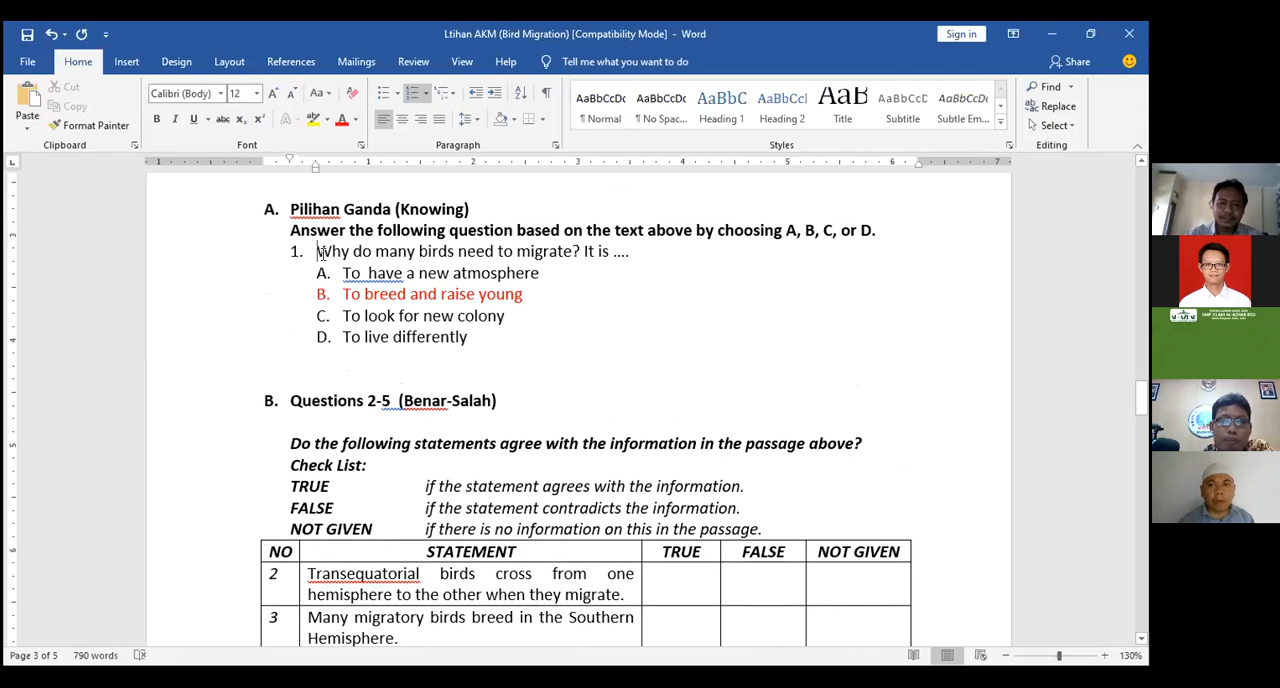 Ltihan AKM (Bird Migration) [Compatibility Mode] - Word
Sign in
File
Home
Insert
Design
Layout
References
Mailings
Review
View
Help
Tell me what you want to do
Share
Paste
Cut
Copy
Format Painter
Clipboard
Calibri (Body)
12
Font
Paragraph
AaBbCcDc
¶ Normal
AaBbCcDc
¶ No Spac...
AaBbC
Heading 1
AaBbCcl
Heading 2
AaB
Title
AaBbCcD
Subtitle
AaBbCcDt
Subtle Em...
Styles
Find
Replace
Select
Editing
A. Pilihan Ganda (Knowing)
Answer the following question based on the text above by choosing A, B, C, or D.
1. Why do many birds need to migrate? It is ....
A. To have a new atmosphere
B. To breed and raise young
C. To look for new colony
D. To live differently
B. Questions 2-5 (Benar-Salah)
Do the following statements agree with the information in the passage above?
Check List:
TRUE if the statement agrees with the information.
FALSE if the statement contradicts the information.
NOT GIVEN if there is no information on this in the passage.
NO STATEMENT TRUE FALSE NOT GIVEN
2 Transequatorial birds cross from one
hemisphere to the other when they migrate.
3 Many migratory birds breed in the Southern
Hemisphere.
Page 3 of 5
790 words
130%
SMP ISLAM AL-AZHAR BSD